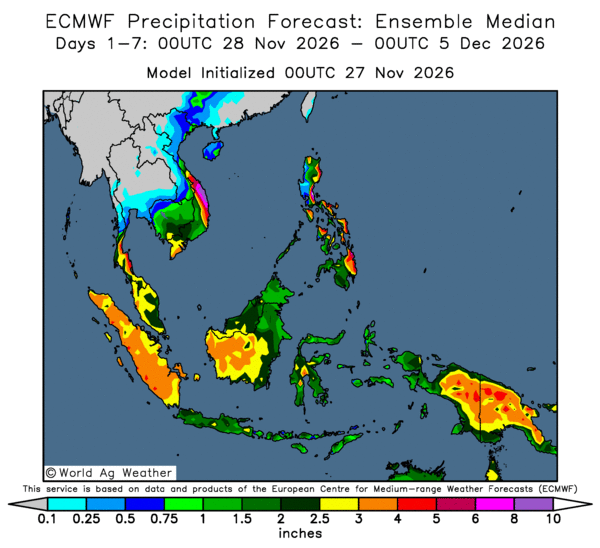 ECMWF Precipitation Forecast: Ensemble Median
Days 1−7: 00UTC 28 Nov 2026 − 00UTC 5 Dec 2026
Model Initialized 00UTC 27 Nov 2026
© World Ag Weather
This service is based on data and products of the European Centre for Medium-range Weather Forecasts (ECMWF)
0.1 0.25 0.5 0.75 1 1.5 2 2.5 3 4 5 6 8 10
inches